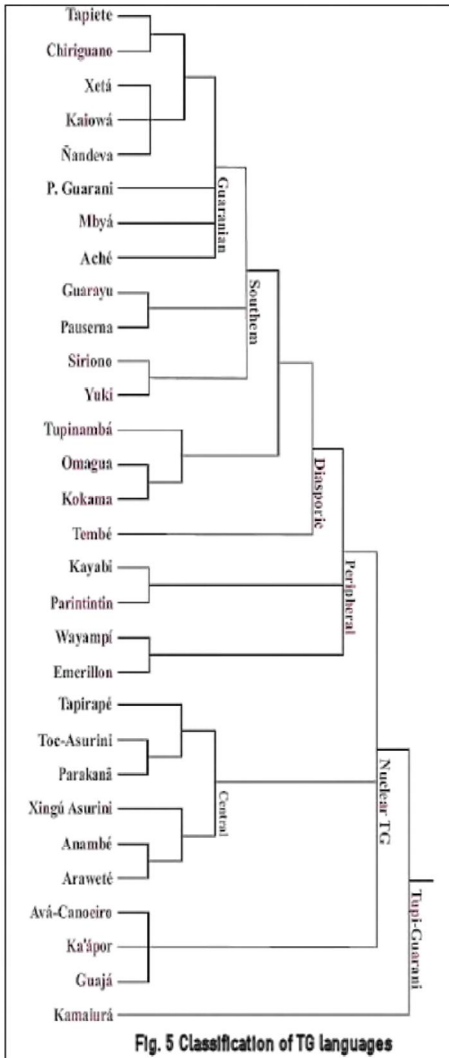 Tapiete
Chiriguano
Xetá
Kaiowá
Ñandeva
P. Guarani
Mbyá
Aché
Guaranian
Guarayu
Pauserna
Southern
Siriono
Yuki
Tupinambá
Omagua
Kokama
Diasporic
Tembé
Kayabi
Parintintin
Peripheral
Wayampí
Emerillon
Tapirapé
Toc-Asurini
Parakanã
Nuclear TG
Xingú Asurini
Central
Anambé
Araweté
Avá-Canoeiro
Tupi-Guarani
Ka'ápor
Guajá
Kamaiurá
Fig. 5 Classification of TG languages